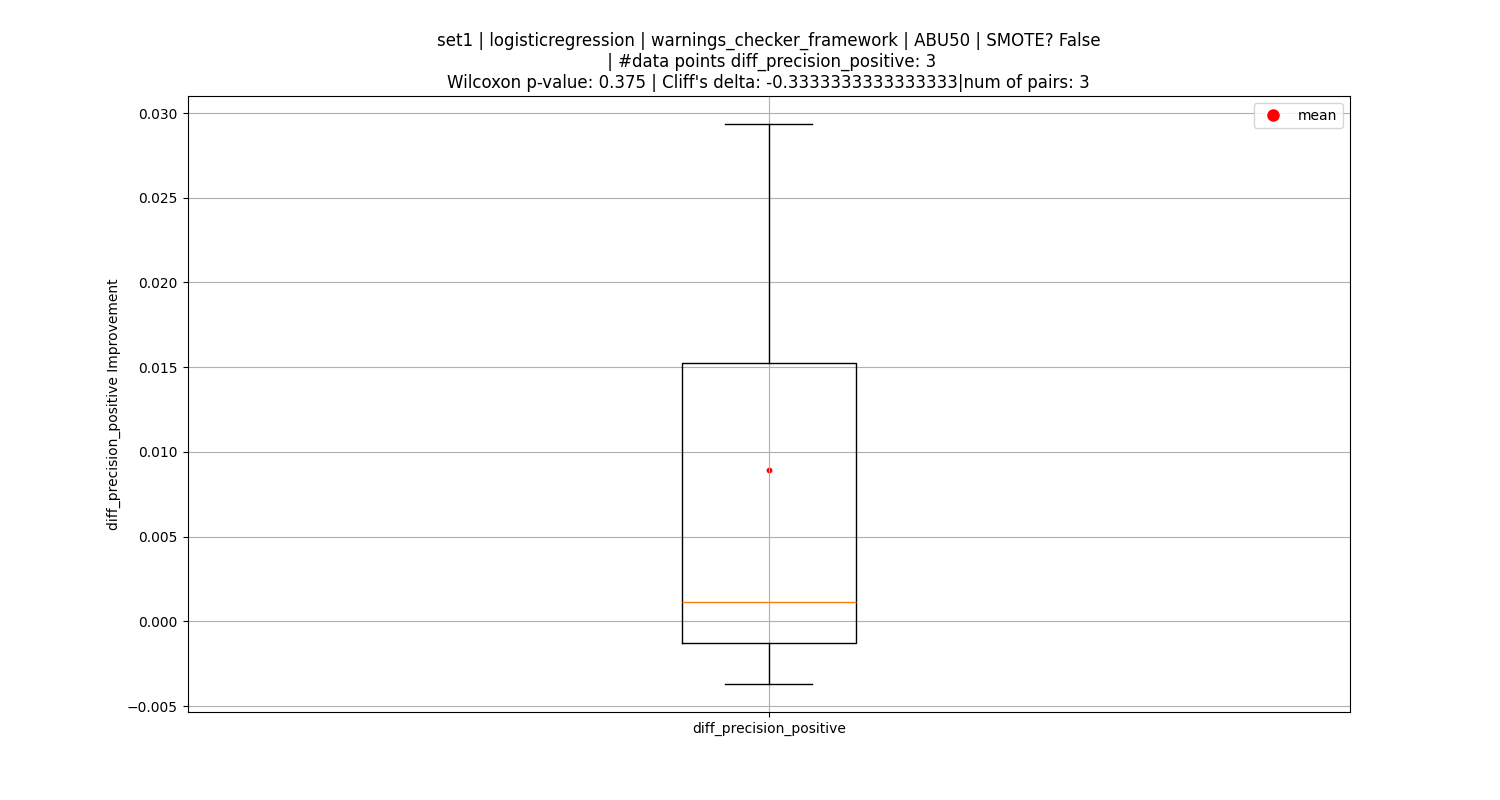 set1 | logisticregression | warnings_checker_framework | ABU50 | SMOTE? False
| #data points diff_precision_positive: 3
Wilcoxon p-value: 0.375 | Cliff's delta: -0.3333333333333333|num of pairs: 3
mean
0.030
0.025
0.020
0.015
0.010
0.005
0.000
−0.005
diff_precision_positive Improvement
diff_precision_positive